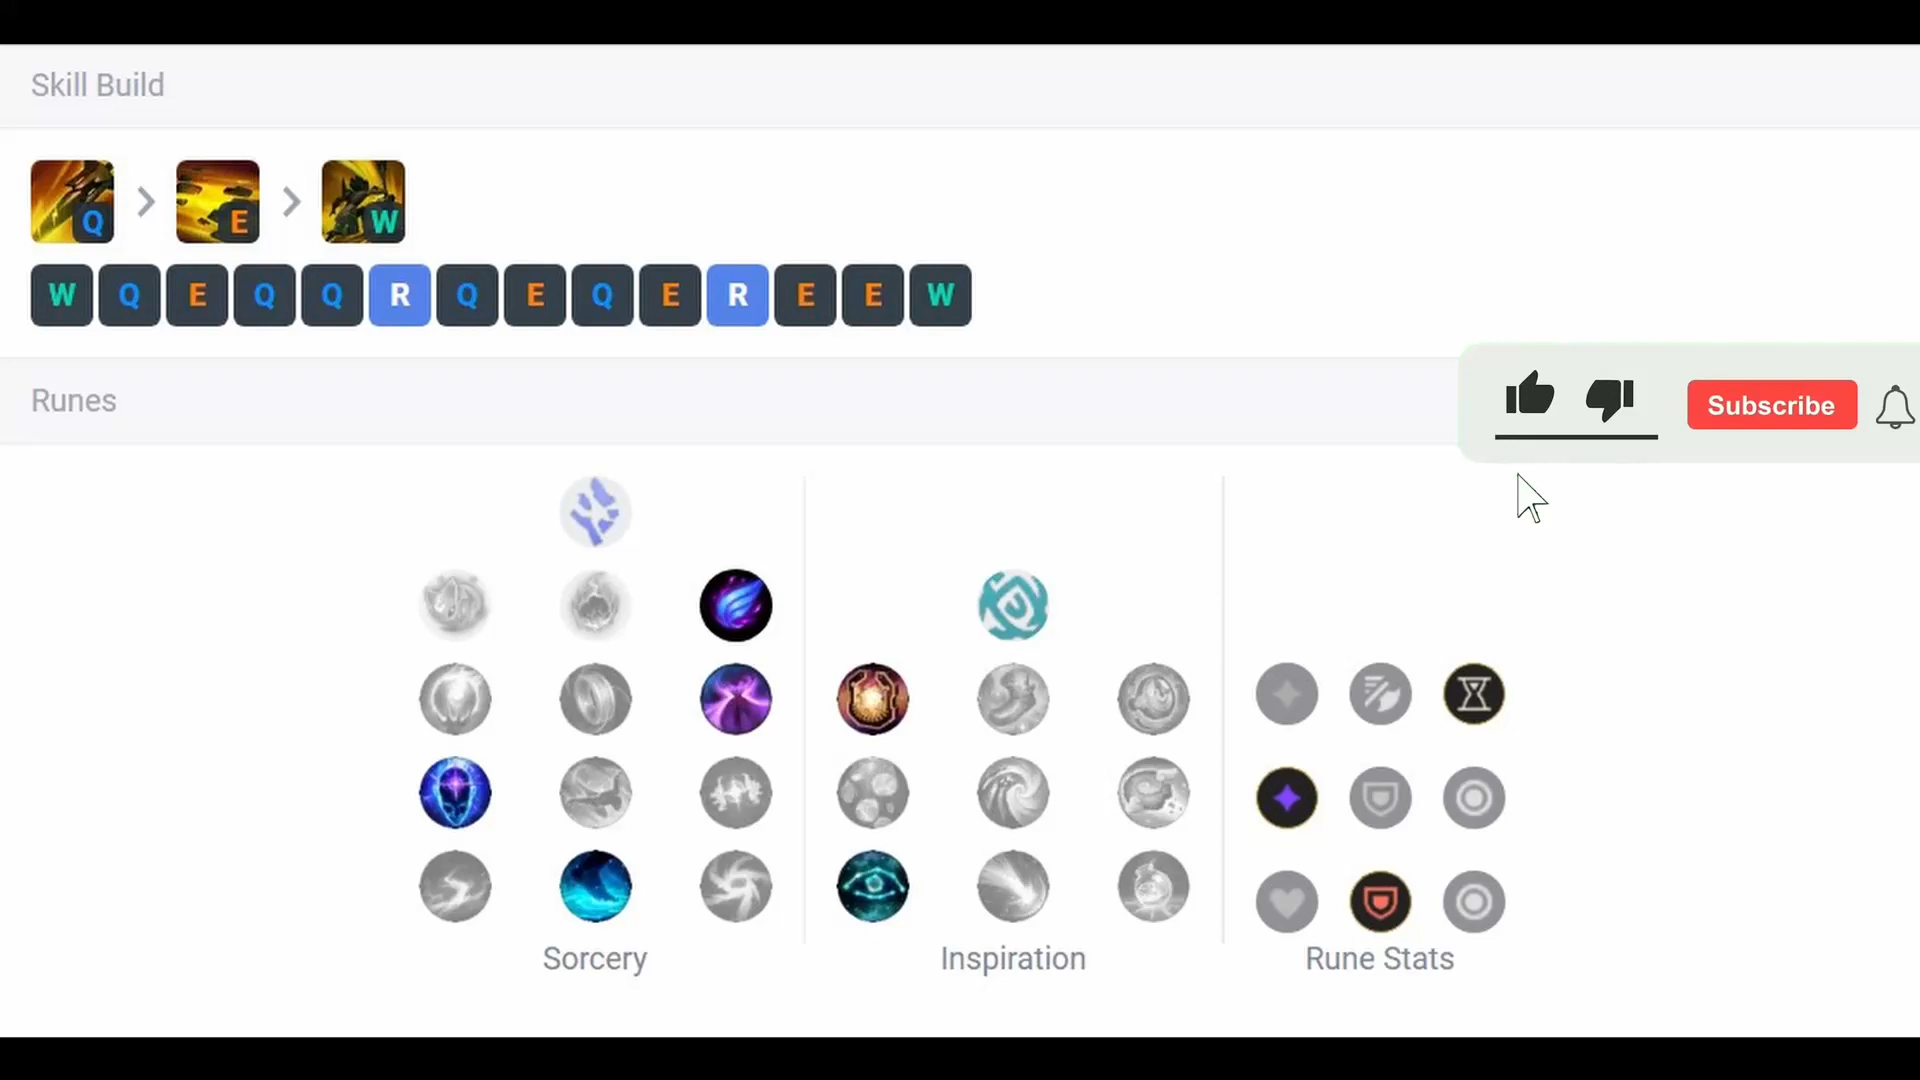 Skill Build
Q E W
W Q E Q Q R Q E Q E R E E W
Runes
Subscribe
Sorcery Inspiration Rune Stats